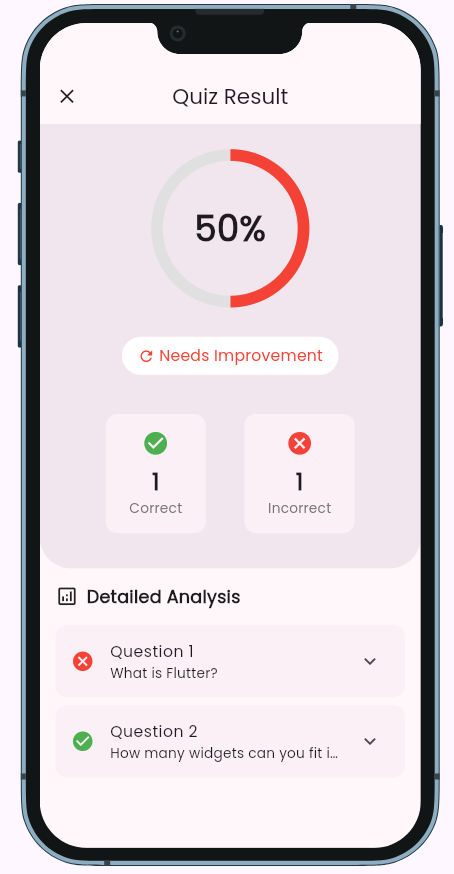 Quiz Result
50%
Needs Improvement
1
Correct
1
Incorrect
Detailed Analysis
Question 1
What is Flutter?
Question 2
How many widgets can you fit i...